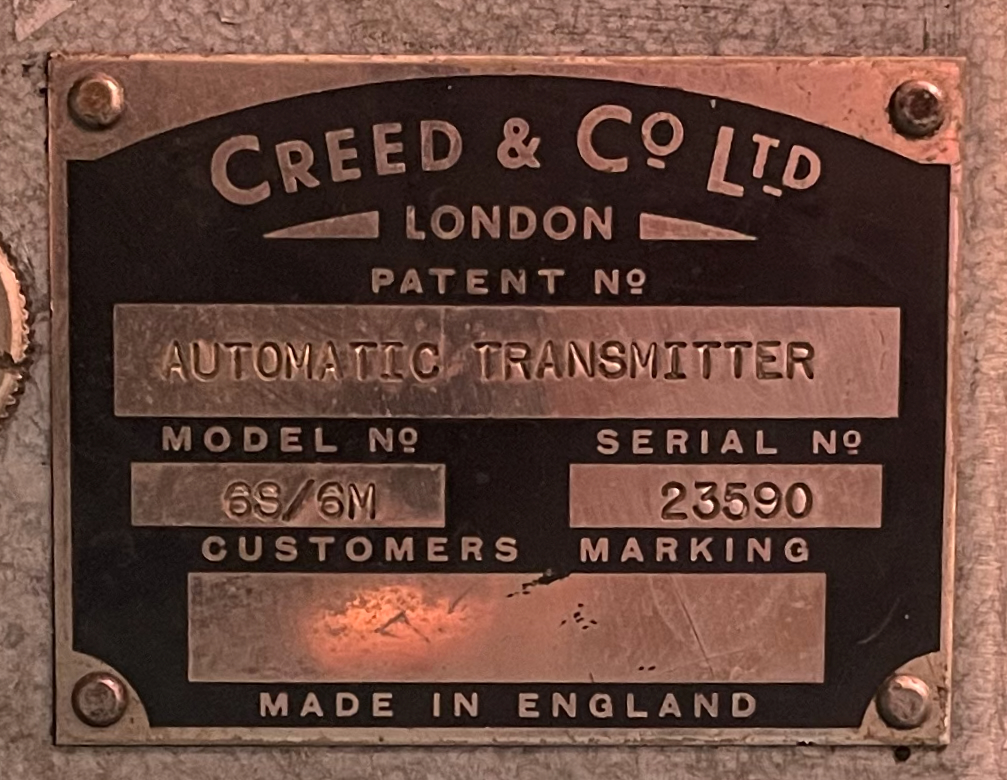 CREED & Cº LTD
LONDON
PATENT Nº
AUTOMATIC TRANSMITTER
MODEL Nº SERIAL Nº
6S/6M 23590
CUSTOMERS MARKING
MADE IN ENGLAND